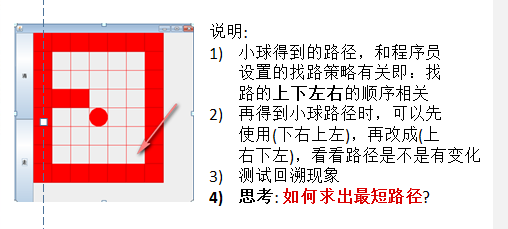 说明:
1) 小球得到的路径，和程序员
设置的找路策略有关即：找
路的上下左右的顺序相关
2) 再得到小球路径时，可以先
使用(下右上左)，再改成(上
右下左)，看看路径是不是有变化
3) 测试回溯现象
4) 思考: 如何求出最短路径?